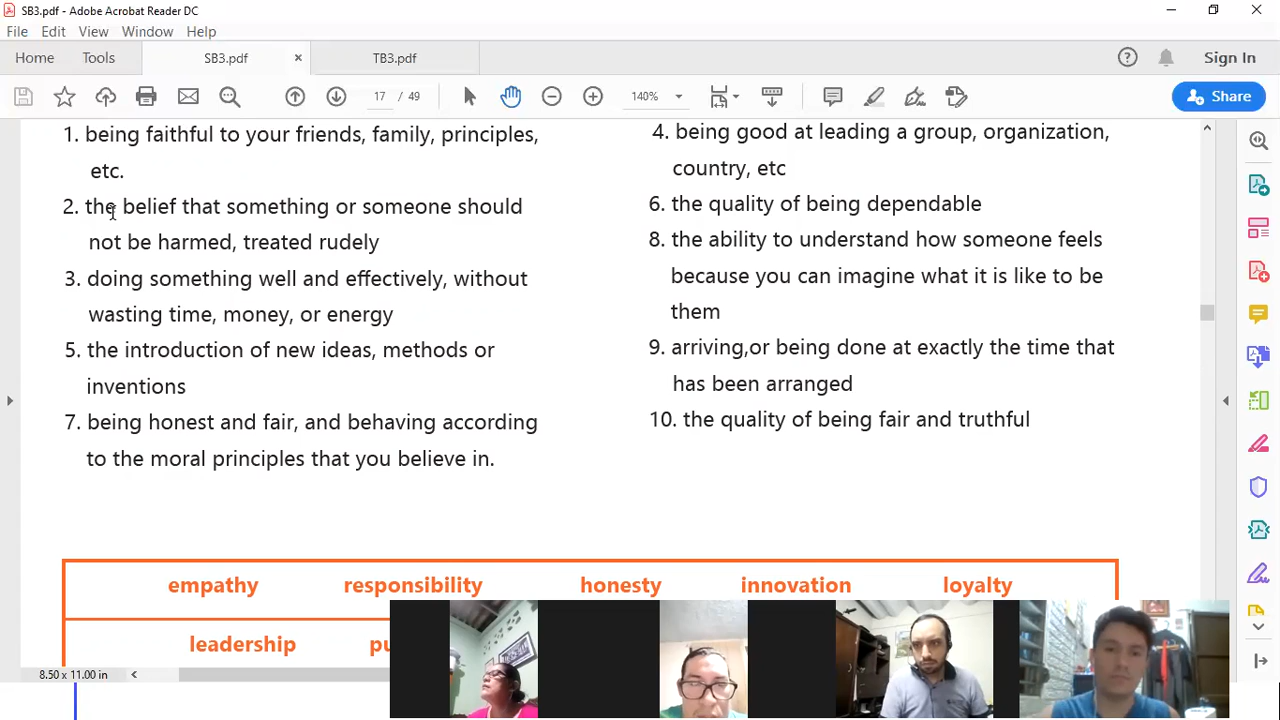 SB3.pdf - Adobe Acrobat Reader DC
File Edit View Window Help
Home Tools SB3.pdf × TB3.pdf Sign In
17 / 49 140% Share
1. being faithful to your friends, family, principles,
etc.
2. the belief that something or someone should
not be harmed, treated rudely
3. doing something well and effectively, without
wasting time, money, or energy
5. the introduction of new ideas, methods or
inventions
7. being honest and fair, and behaving according
to the moral principles that you believe in.
4. being good at leading a group, organization,
country, etc
6. the quality of being dependable
8. the ability to understand how someone feels
because you can imagine what it is like to be
them
9. arriving,or being done at exactly the time that
has been arranged
10. the quality of being fair and truthful
empathy responsibility honesty innovation loyalty
leadership
8.50 x 11.00 in